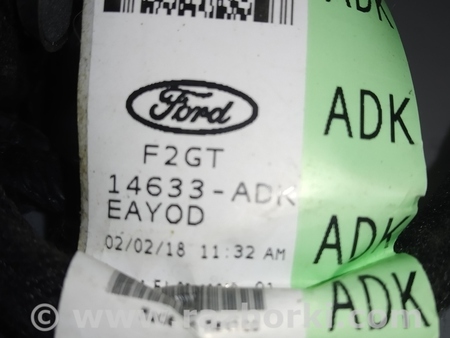 ADK
Ford
ADK
F2GT
14633-ADK
EAYOD
ADK
02/02/18 11:32 AM
ADK